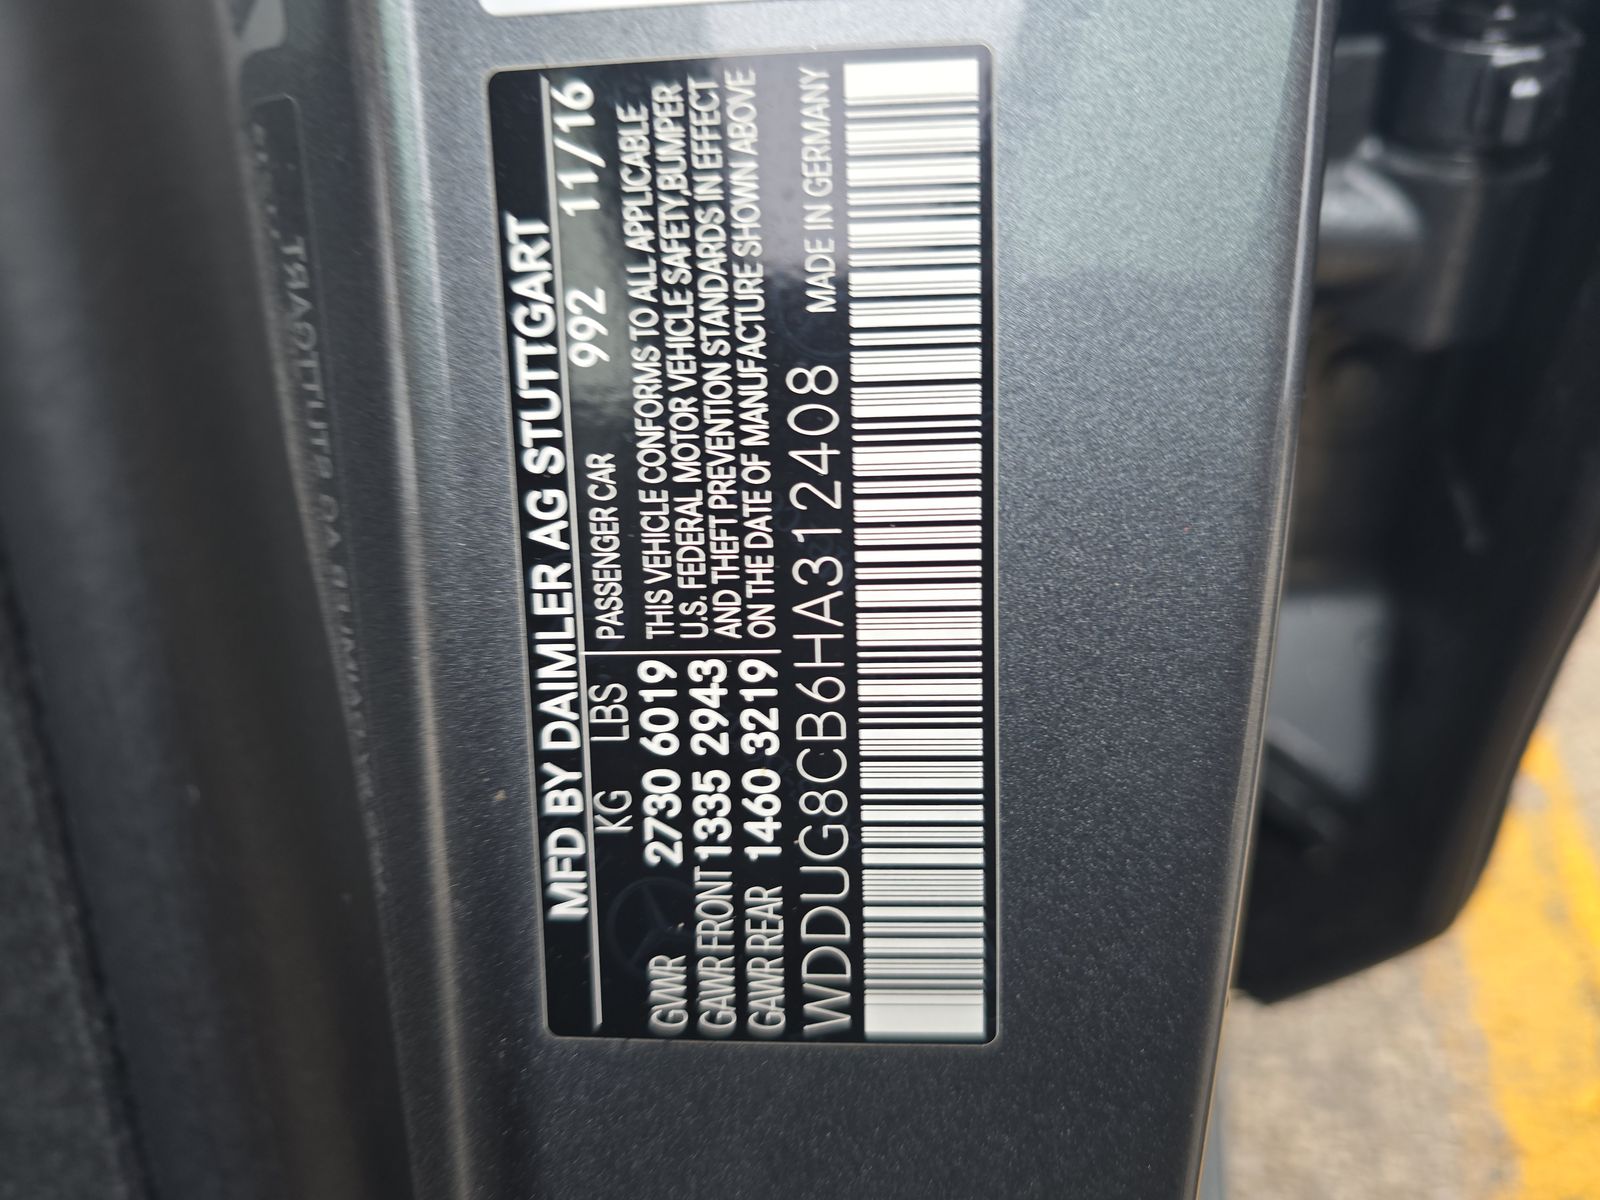 MFD BY DAIMLER AG STUTTGART
KG LBS PASSENGER CAR 992 11/16
GVWR 2730 6019 THIS VEHICLE CONFORMS TO ALL APPLICABLE
U.S. FEDERAL MOTOR VEHICLE SAFETY,BUMPER
GAWR FRONT 1335 2943 AND THEFT PREVENTION STANDARDS IN EFFECT
GAWR REAR 1460 3219 ON THE DATE OF MANUFACTURE SHOWN ABOVE
WDDUG8CB6HA312408 MADE IN GERMANY